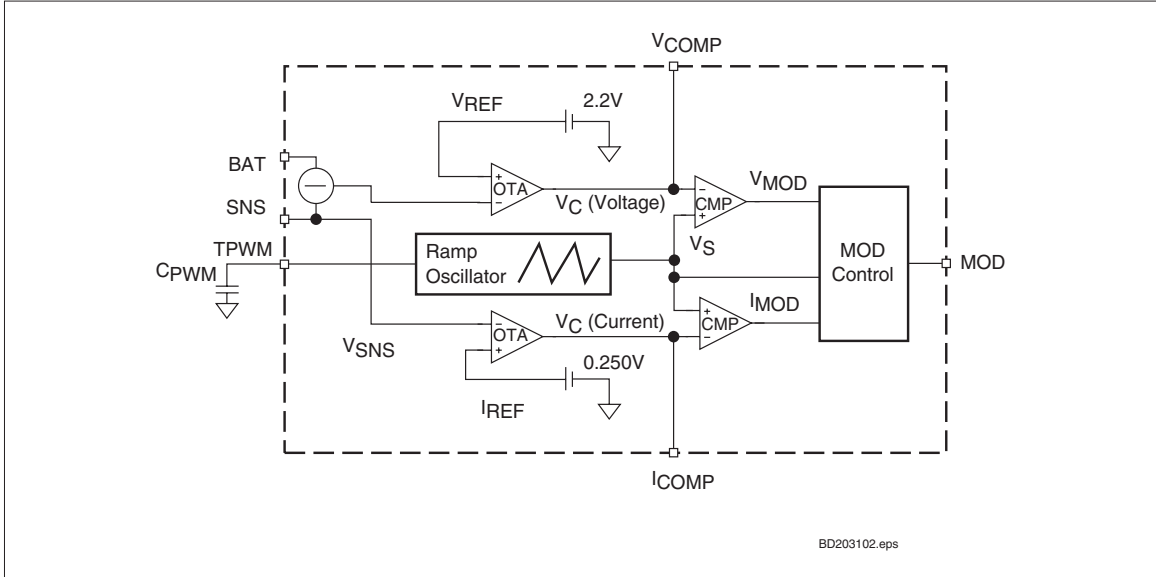 VCOMP
VREF
2.2V
BAT
+
OTA
−
VC (Voltage)
−
CMP
+
VMOD
SNS
TPWM
CPWM
Ramp
Oscillator
VS
MOD
Control
MOD
VSNS
−
OTA
+
VC (Current)
+
CMP
−
IMOD
0.250V
IREF
ICOMP
BD203102.eps